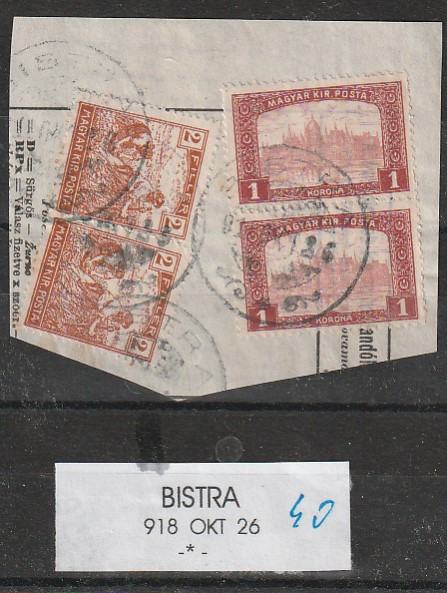 MAGYAR KIR. POSTA
1 1
KORONA
2 FILLÉR 2
MAGYAR KIR. POSTA
MAGYAR KIR. POSTA
1 1
KORONA
2 FILLÉR 2
MAGYAR KIR. POSTA
=D= Sürgős –
=RPx= Válasz fizetve x szóér. –
BISTRA
918 OKT 26
-*-
40